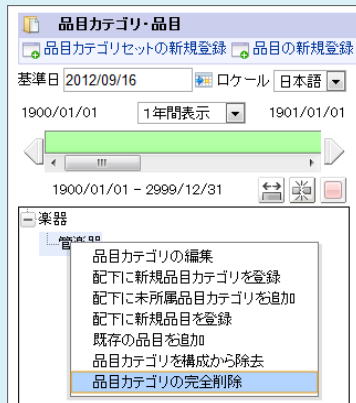 品目カテゴリ・品目
品目カテゴリセットの新規登録 品目の新規登録
基準日 2012/09/16 ロケール 日本語
1900/01/01 1年間表示 1901/01/01
1900/01/01 - 2999/12/31
楽器
管楽器
品目カテゴリの編集
配下に新規品目カテゴリを登録
配下に未所属品目カテゴリを追加
配下に新規品目を登録
既存の品目を追加
品目カテゴリを構成から除去
品目カテゴリの完全削除